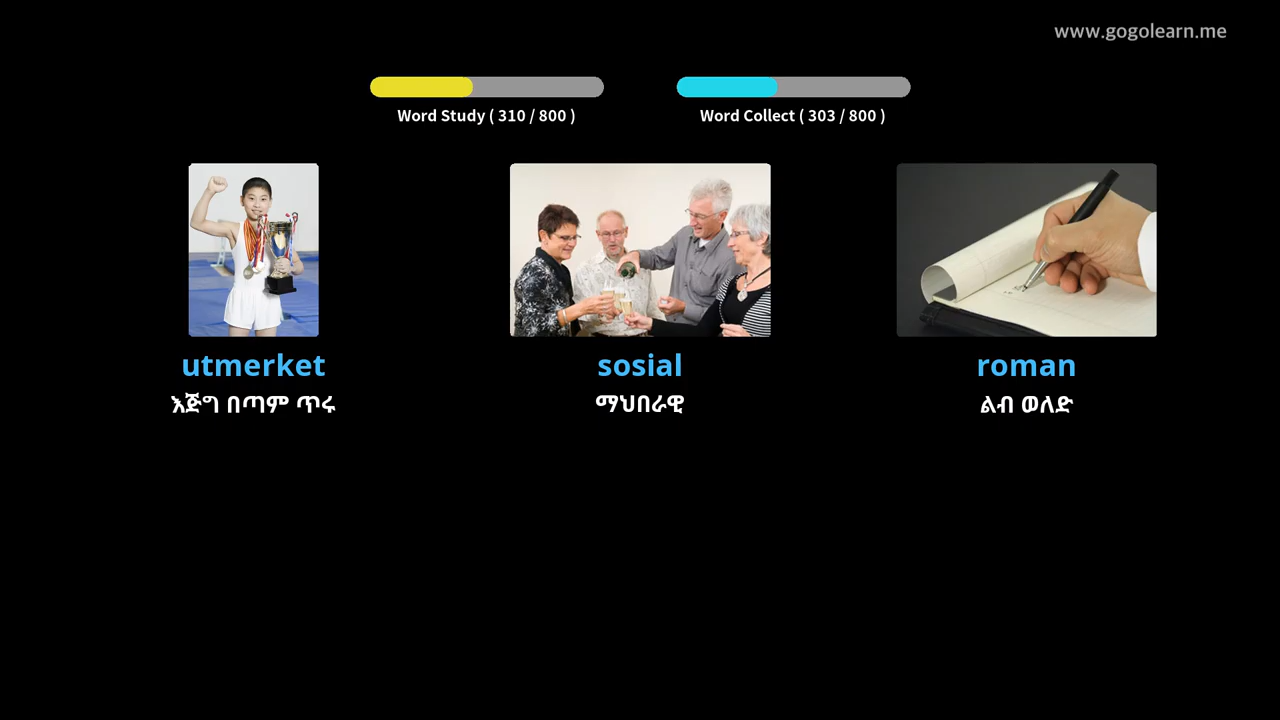 www.gogolearn.me
Word Study ( 310 / 800 )
Word Collect ( 303 / 800 )
utmerket
sosial
roman
እጅግ በጣም ጥሩ
ማህበራዊ
ልብ ወለድ